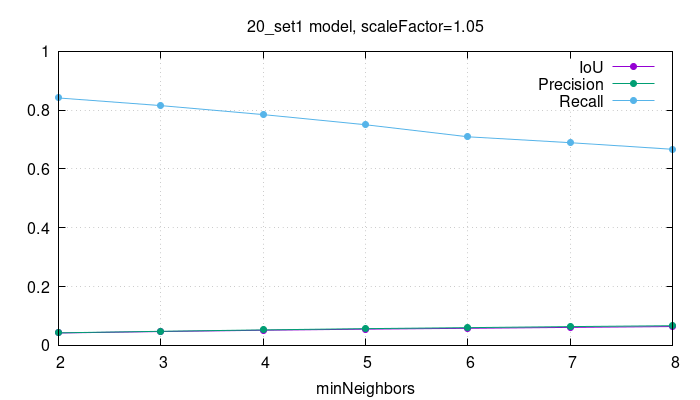 20_set1 model, scaleFactor=1.05
IoU
Precision
Recall
1
0.8
0.6
0.4
0.2
0
2 3 4 5 6 7 8
minNeighbors